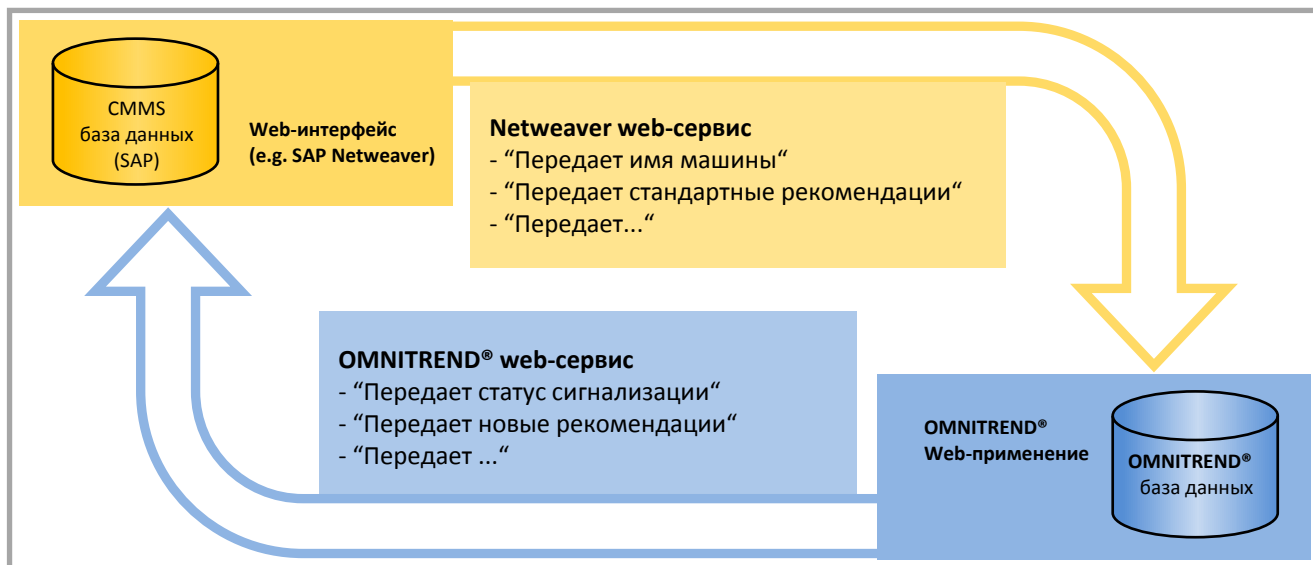 CMMS
база данных
(SAP)
Web-интерфейс
(e.g. SAP Netweaver)
Netweaver web-сервис
- “Передает имя машины“
- “Передает стандартные рекомендации“
- “Передает...“
OMNITREND® web-сервис
- “Передает статус сигнализации“
- “Передает новые рекомендации“
- “Передает ...“
OMNITREND®
Web-применение
OMNITREND®
база данных